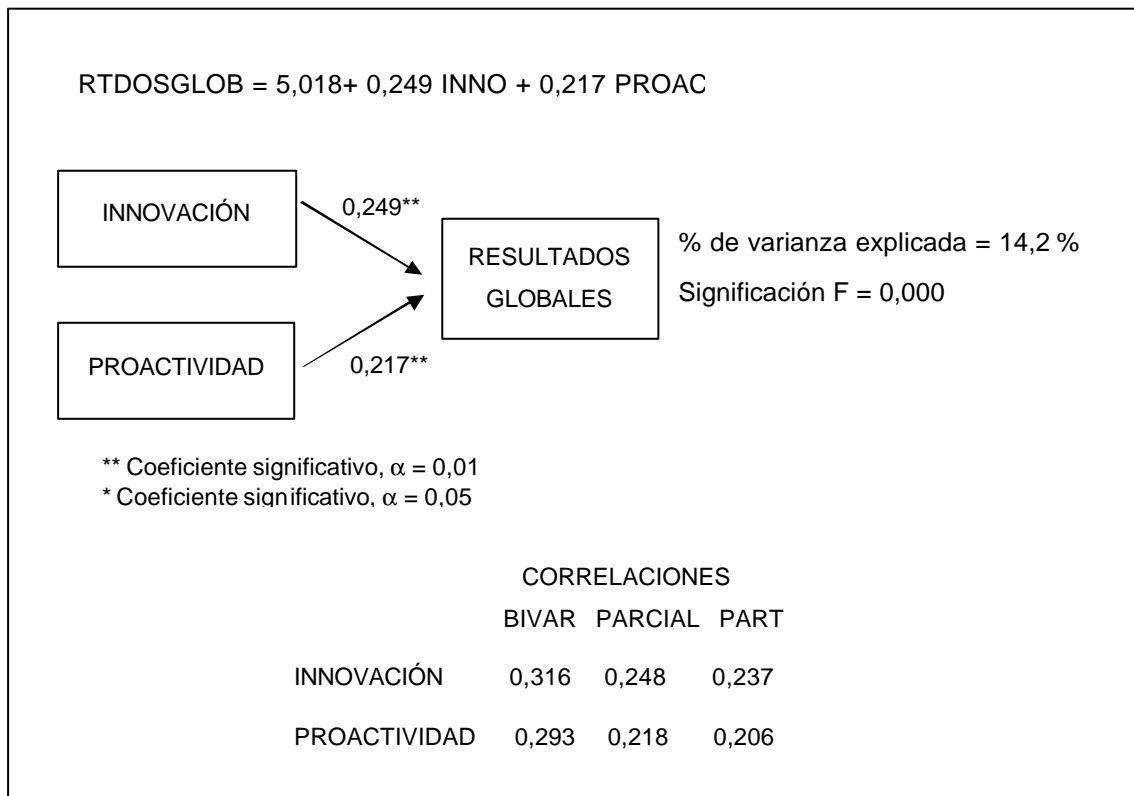 RTDOSGLOB = 5,018+ 0,249 INNO + 0,217 PROAC
INNOVACIÓN
0,249**
RESULTADOS
GLOBALES
% de varianza explicada = 14,2 %
Significación F = 0,000
PROACTIVIDAD
0,217**
** Coeficiente significativo, α = 0,01
* Coeficiente significativo, α = 0,05
CORRELACIONES
BIVAR PARCIAL PART
INNOVACIÓN 0,316 0,248 0,237
PROACTIVIDAD 0,293 0,218 0,206